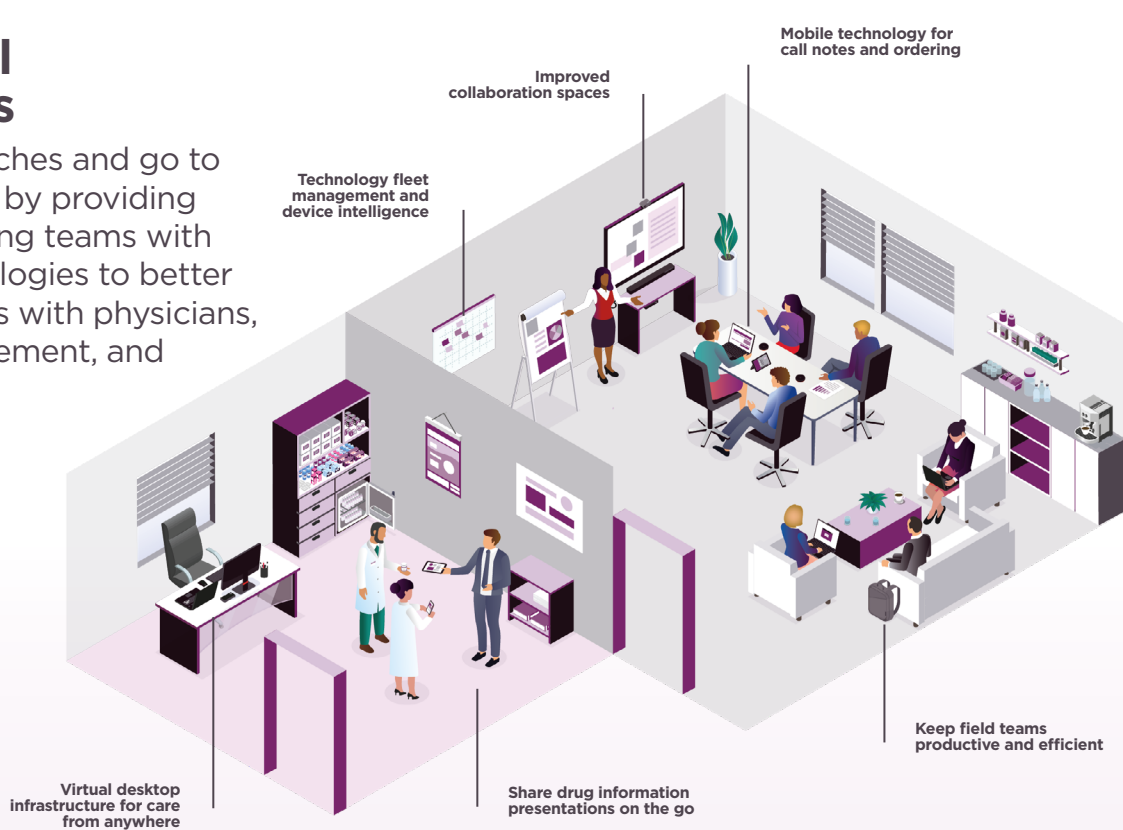 ches and go to
by providing
ng teams with
logies to better
s with physicians,
ement, and
Mobile technology for
call notes and ordering
Improved
collaboration spaces
Technology fleet
management and
device intelligence
Keep field teams
productive and efficient
Share drug information
presentations on the go
Virtual desktop
infrastructure for care
from anywhere